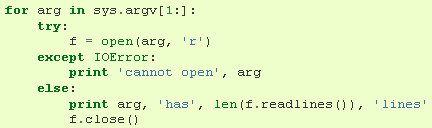 for arg in sys.argv[1:]:
    try:
        f = open(arg, 'r')
    except IOError:
        print 'cannot open', arg
    else:
        print arg, 'has', len(f.readlines()), 'lines'
        f.close()